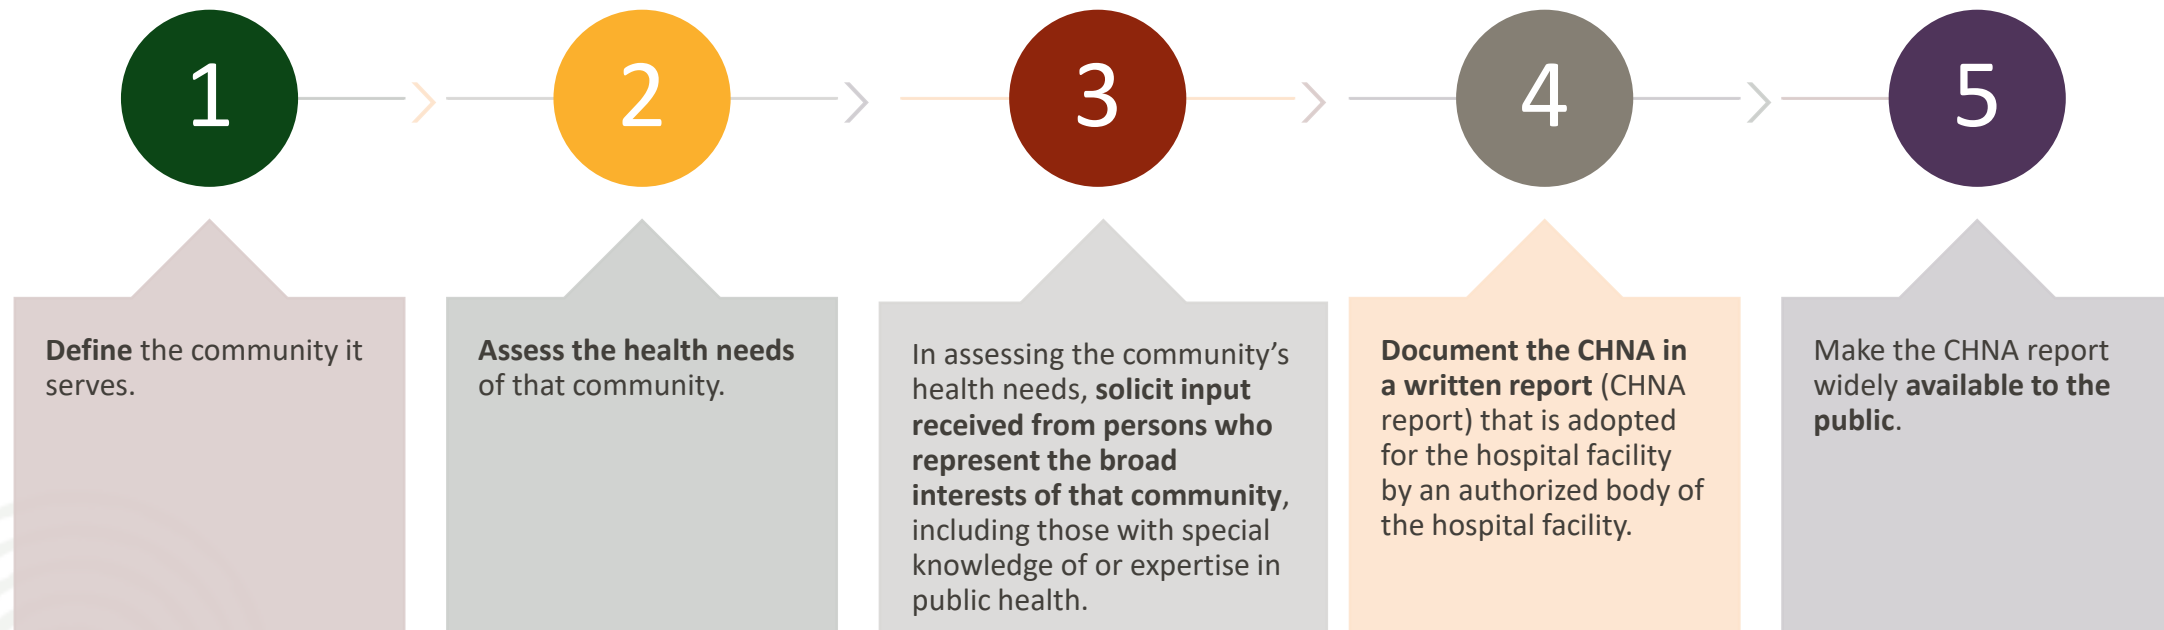 1
Define the community it
serves.
2
Assess the health needs
of that community.
3
In assessing the community’s
health needs, solicit input
received from persons who
represent the broad
interests of that community,
including those with special
knowledge of or expertise in
public health.
4
Document the CHNA in
a written report (CHNA
report) that is adopted
for the hospital facility
by an authorized body of
the hospital facility.
5
Make the CHNA report
widely available to the
public.